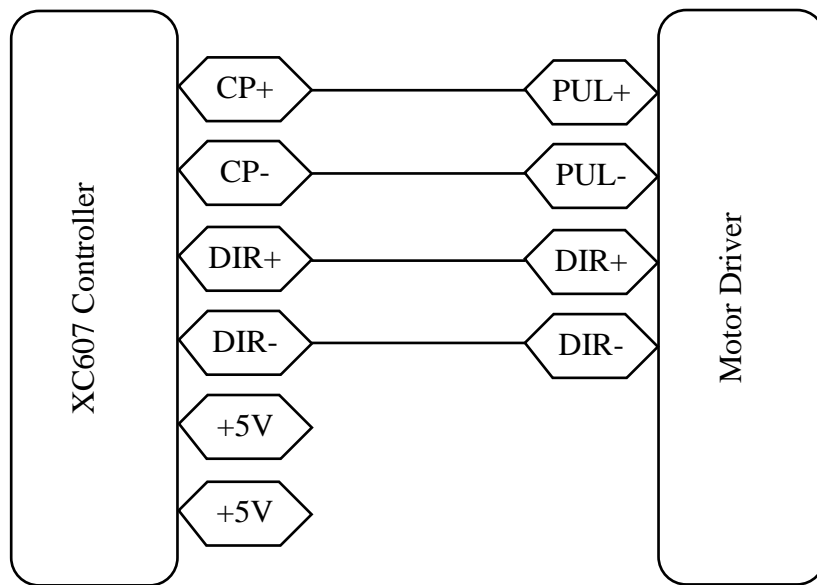 XC607 Controller
CP+
PUL+
CP-
PUL-
DIR+
DIR+
DIR-
DIR-
+5V
+5V
Motor Driver